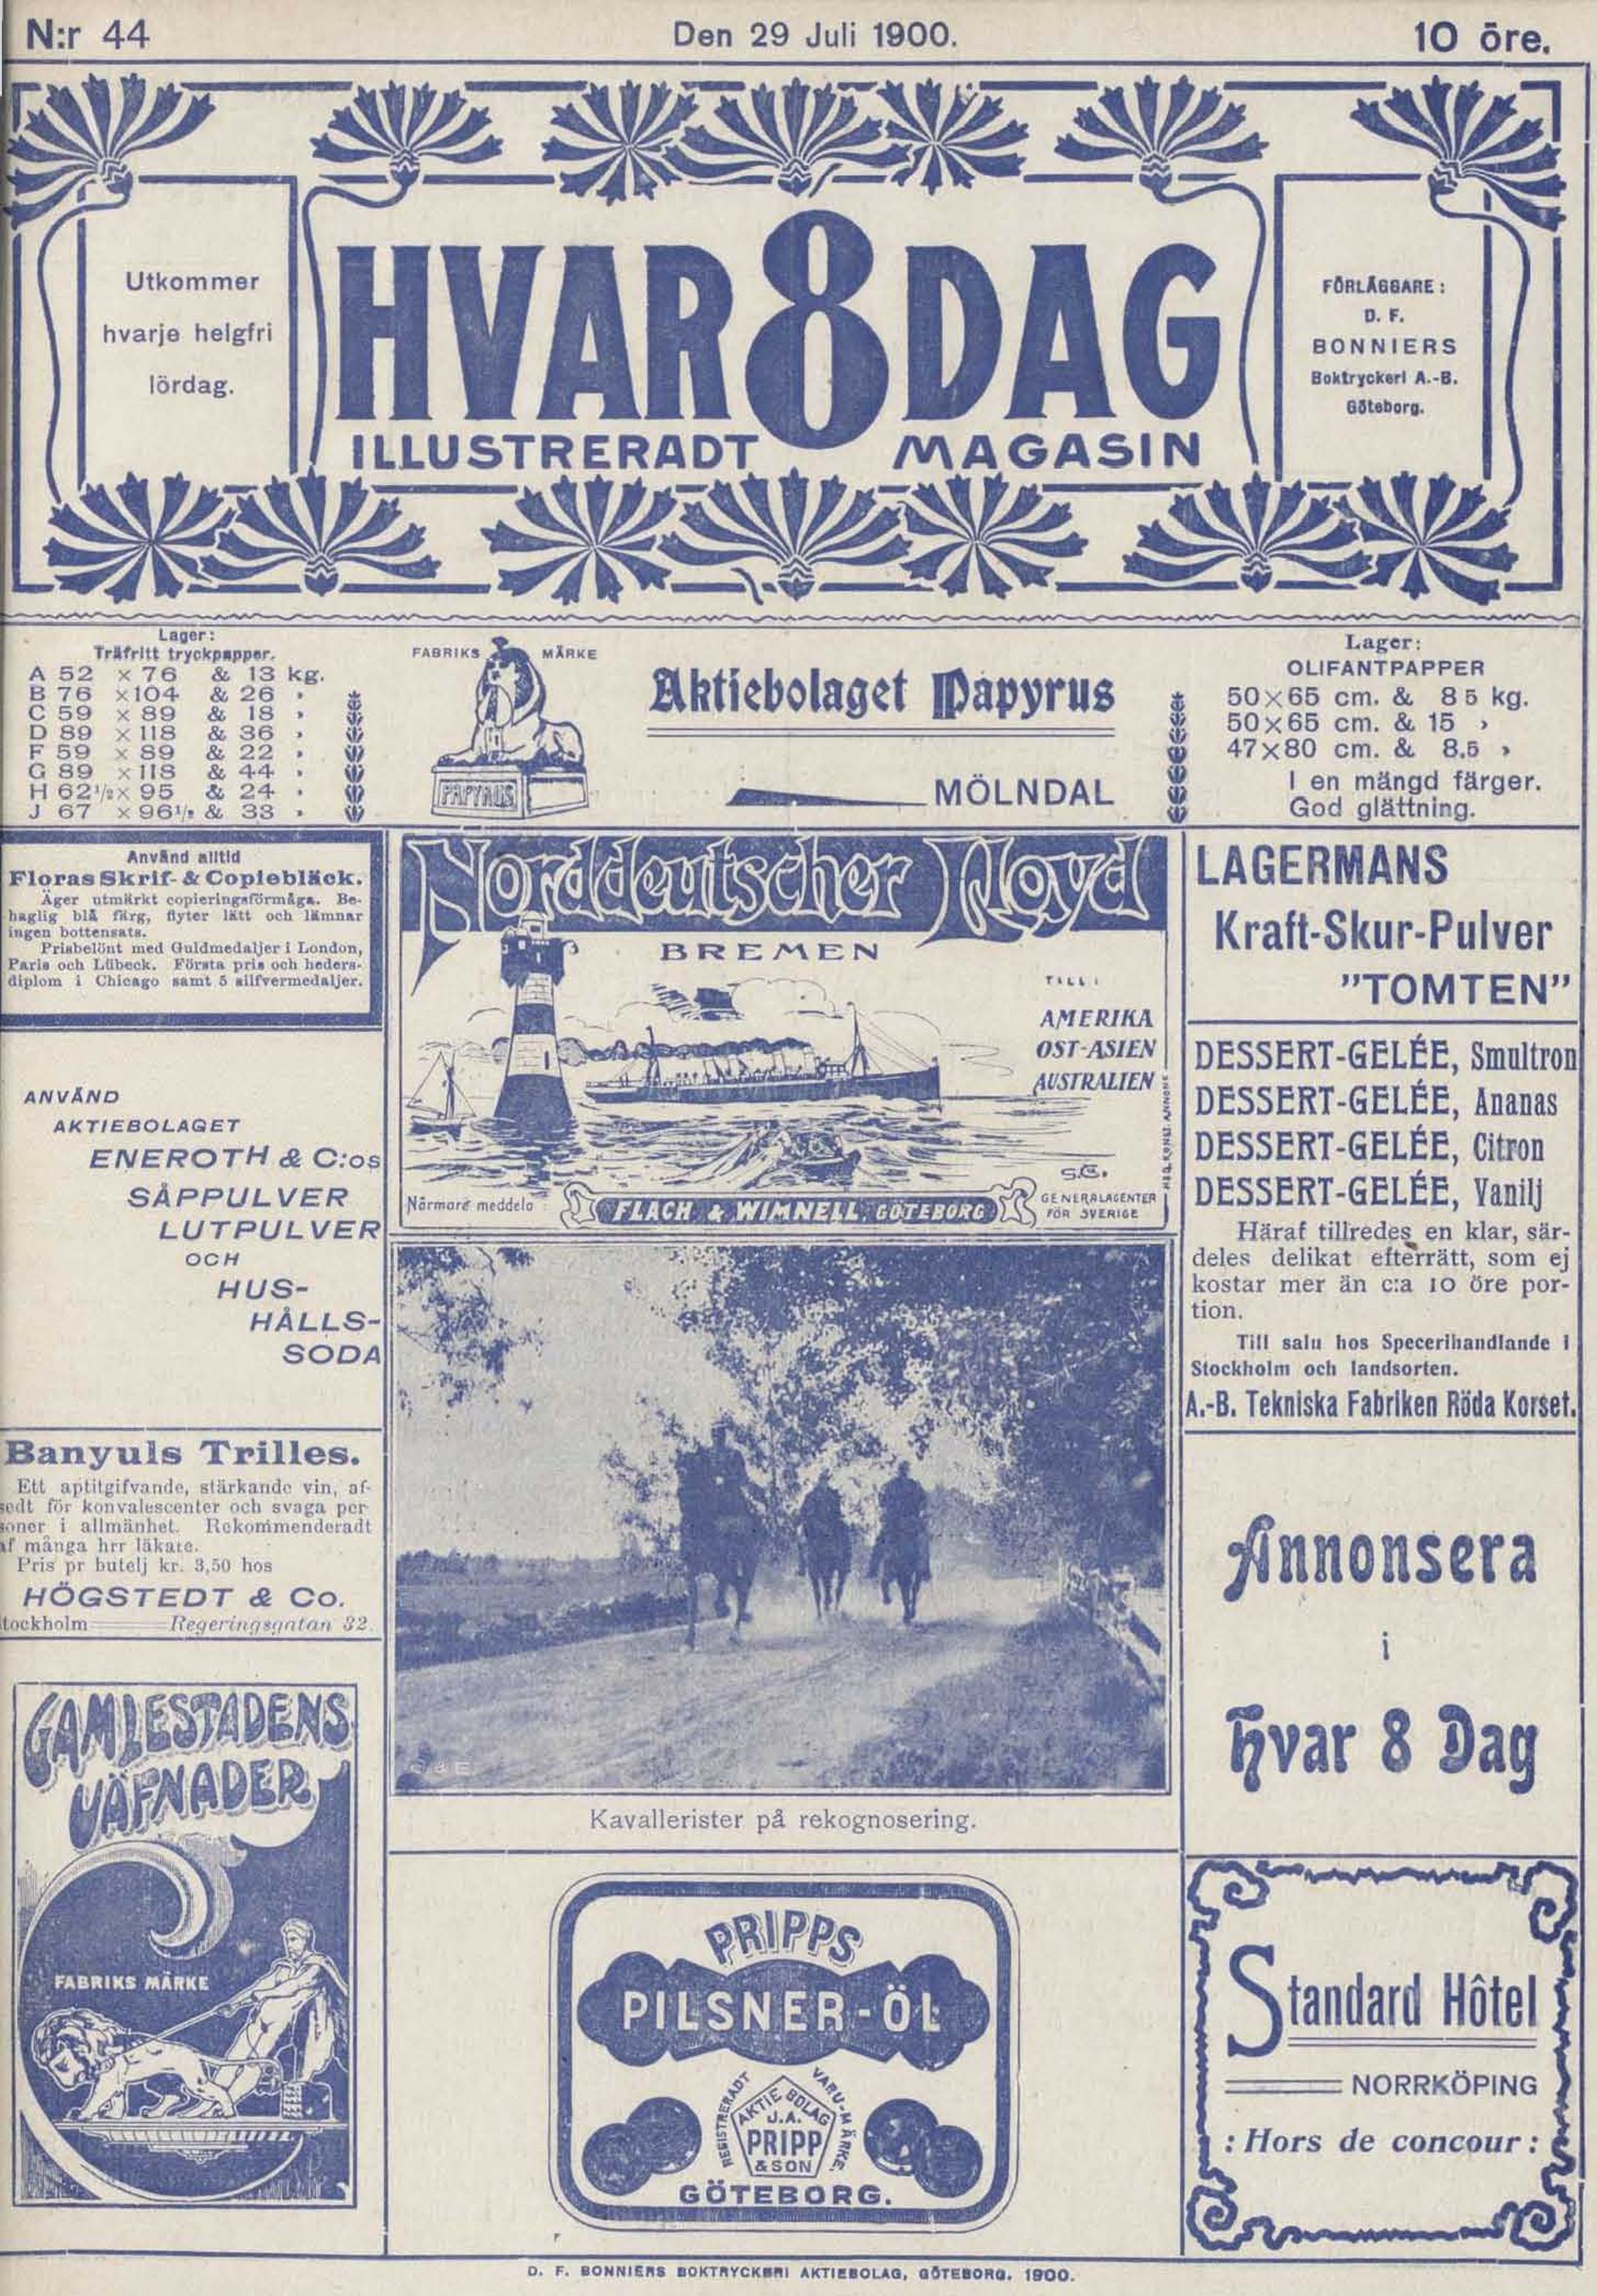 N:r 44
Den 29 Juli 1900.
10 öre.
Utkommer
hvarje helgfri
lördag.
HVAR 8 DAG
ILLUSTRERADT MAGASIN
FÖRLÄGGARE:
D. F.
BONNIERS
Boktryckeri A.-B.
Göteborg.
Lager:
Träfritt tryckpapper.
A 52 × 76 & 13 kg.
B 76 × 104 & 26 »
C 59 × 89 & 18 »
D 89 × 118 & 36 »
F 59 × 89 & 22 »
G 89 × 118 & 44 »
H 62¹/₂ × 95 & 24 »
J 67 × 96¹/₂ & 33 »
FABRIKS MÄRKE
PAPYRUS
Aktiebolaget Papyrus
MÖLNDAL
Lager:
OLIFANTPAPPER
50×65 cm. & 8 5 kg.
50×65 cm. & 15 »
47×80 cm. & 8.5 »
I en mängd färger.
God glättning.
Använd alltid
Floras Skrif- & Copiebläck.
Äger utmärkt copieringsförmåga. Be-
haglig blå färg, flyter lätt och lämnar
ingen bottensats.
Prisbelönt med Guldmedaljer i London,
Paris och Lübeck. Första pris och heders-
diplom i Chicago samt 5 silfvermedaljer.
ANVÄND
AKTIEBOLAGET
ENEROTH & C:os
SÅPPULVER
LUTPULVER
OCH
HUS-
HÅLLS-
SODA
Banyuls Trilles.
Ett aptitgifvande, stärkande vin, af-
sedt för konvalescenter och svaga per-
soner i allmänhet. Rekommenderadt
af många hrr läkare.
Pris pr butelj kr. 3,50 hos
HÖGSTEDT & Co.
tockholm Regeringsgatan 32.
GAMLESTADENS
VÄFNADER
FABRIKS MÄRKE
Norddeutscher Lloyd
BREMEN
TILL:
AMERIKA
OST-ASIEN
AUSTRALIEN
S.G.
Närmare meddela:
FLACH & WIMNELL, GÖTEBORG
GENERALAGENTER
FÖR SVERIGE
Kavallerister på rekognosering.
PRIPPS
PILSNER-ÖL
REGISTRERADT VARU-MÄRKE.
AKTIE BOLAG
J.A.
PRIPP
& SON
GÖTEBORG.
LAGERMANS
Kraft-Skur-Pulver
"TOMTEN"
DESSERT-GELÉE, Smultron
DESSERT-GELÉE, Ananas
DESSERT-GELÉE, Citron
DESSERT-GELÉE, Vanilj
Häraf tillredes en klar, sär-
deles delikat efterrätt, som ej
kostar mer än c:a 10 öre por-
tion.
Till salu hos Specerihandlande i
Stockholm och landsorten.
A.-B. Tekniska Fabriken Röda Korset.
Annonsera
i
Hvar 8 Dag
Standard Hôtel
NORRKÖPING
: Hors de concour :
D. F. BONNIERS BOKTRYCKERI AKTIEBOLAG, GÖTEBORG. 1900.